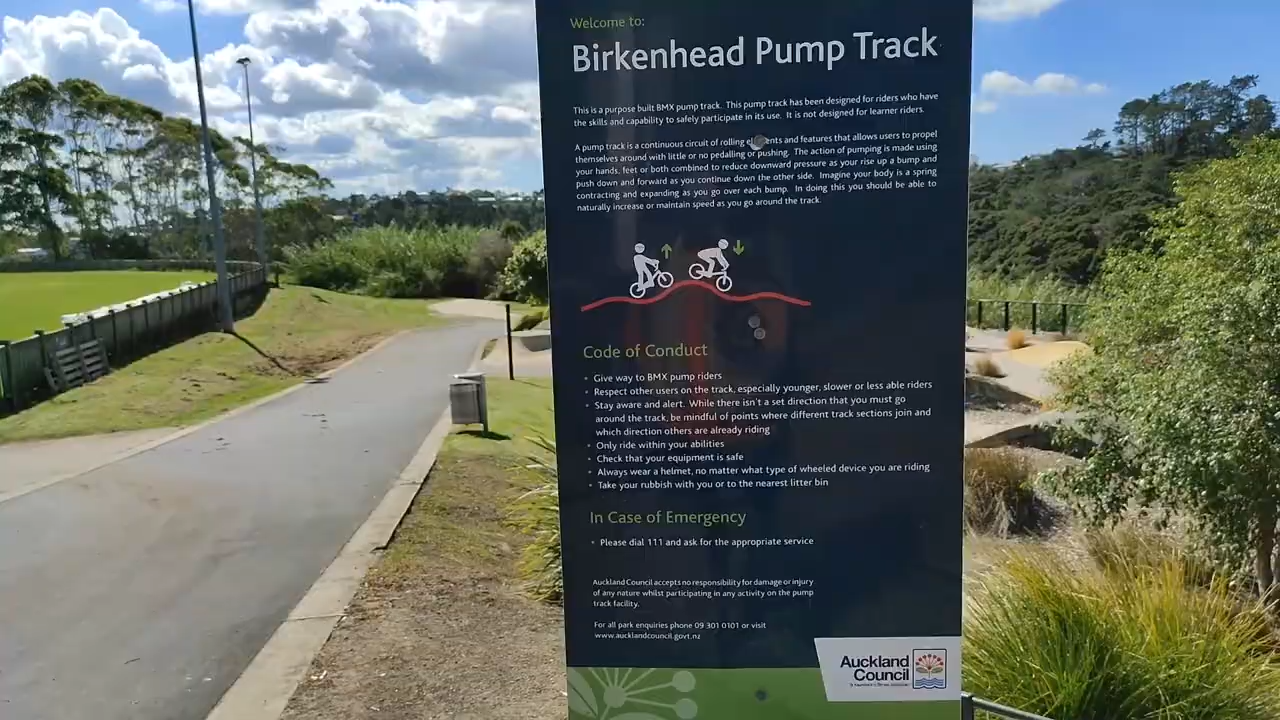 Welcome to:
Birkenhead Pump Track
This is a purpose built BMX pump track. This pump track has been designed for riders who have
the skills and capability to safely participate in its use. It is not designed for learner riders.
A pump track is a continuous circuit of rolling and features that allows users to propel
themselves around with little or no pedalling or pushing. The action of pumping is made using
your hands, feet or both combined to reduce downward pressure as your rise up a bump and
push down and forward as you continue down the other side. Imagine your body is a spring
contracting and expanding as you go over each bump. In doing this you should be able to
naturally increase or maintain speed as you go around the track.
Code of Conduct
• Give way to BMX pump riders
• Respect other users on the track, especially younger, slower or less able riders
• Stay aware and alert. While there isn't a set direction that you must go
around the track, be mindful of points where different track sections join and
which direction others are already riding
• Only ride within your abilities
• Check that your equipment is safe
• Always wear a helmet, no matter what type of wheeled device you are riding
• Take your rubbish with you or to the nearest litter bin
In Case of Emergency
• Please dial 111 and ask for the appropriate service
Auckland Council accepts no responsibility for damage or injury
of any nature whilst participating in any activity on the pump
track facility.
For all park enquiries phone 09 301 0101 or visit
www.aucklandcouncil.govt.nz
Auckland
Council